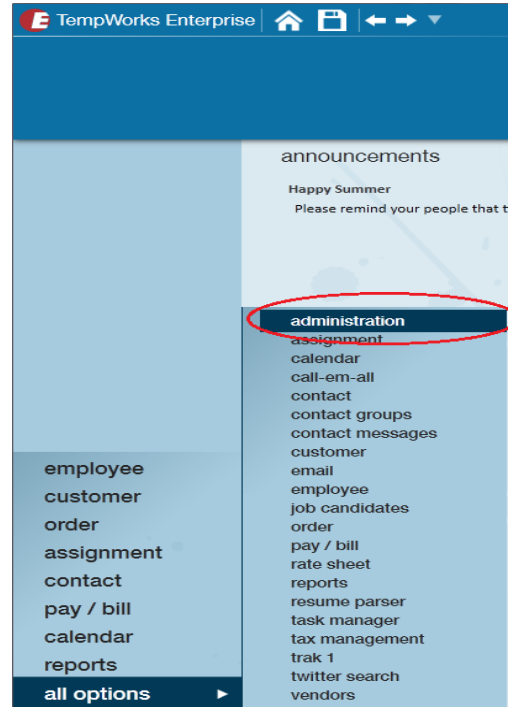 TempWorks Enterprise
announcements
Happy Summer
Please remind your people that t
administration
assignment
calendar
call-em-all
contact
contact groups
contact messages
customer
email
employee
job candidates
order
pay / bill
rate sheet
reports
resume parser
task manager
tax management
trak 1
twitter search
vendors
employee
customer
order
assignment
contact
pay / bill
calendar
reports
all options